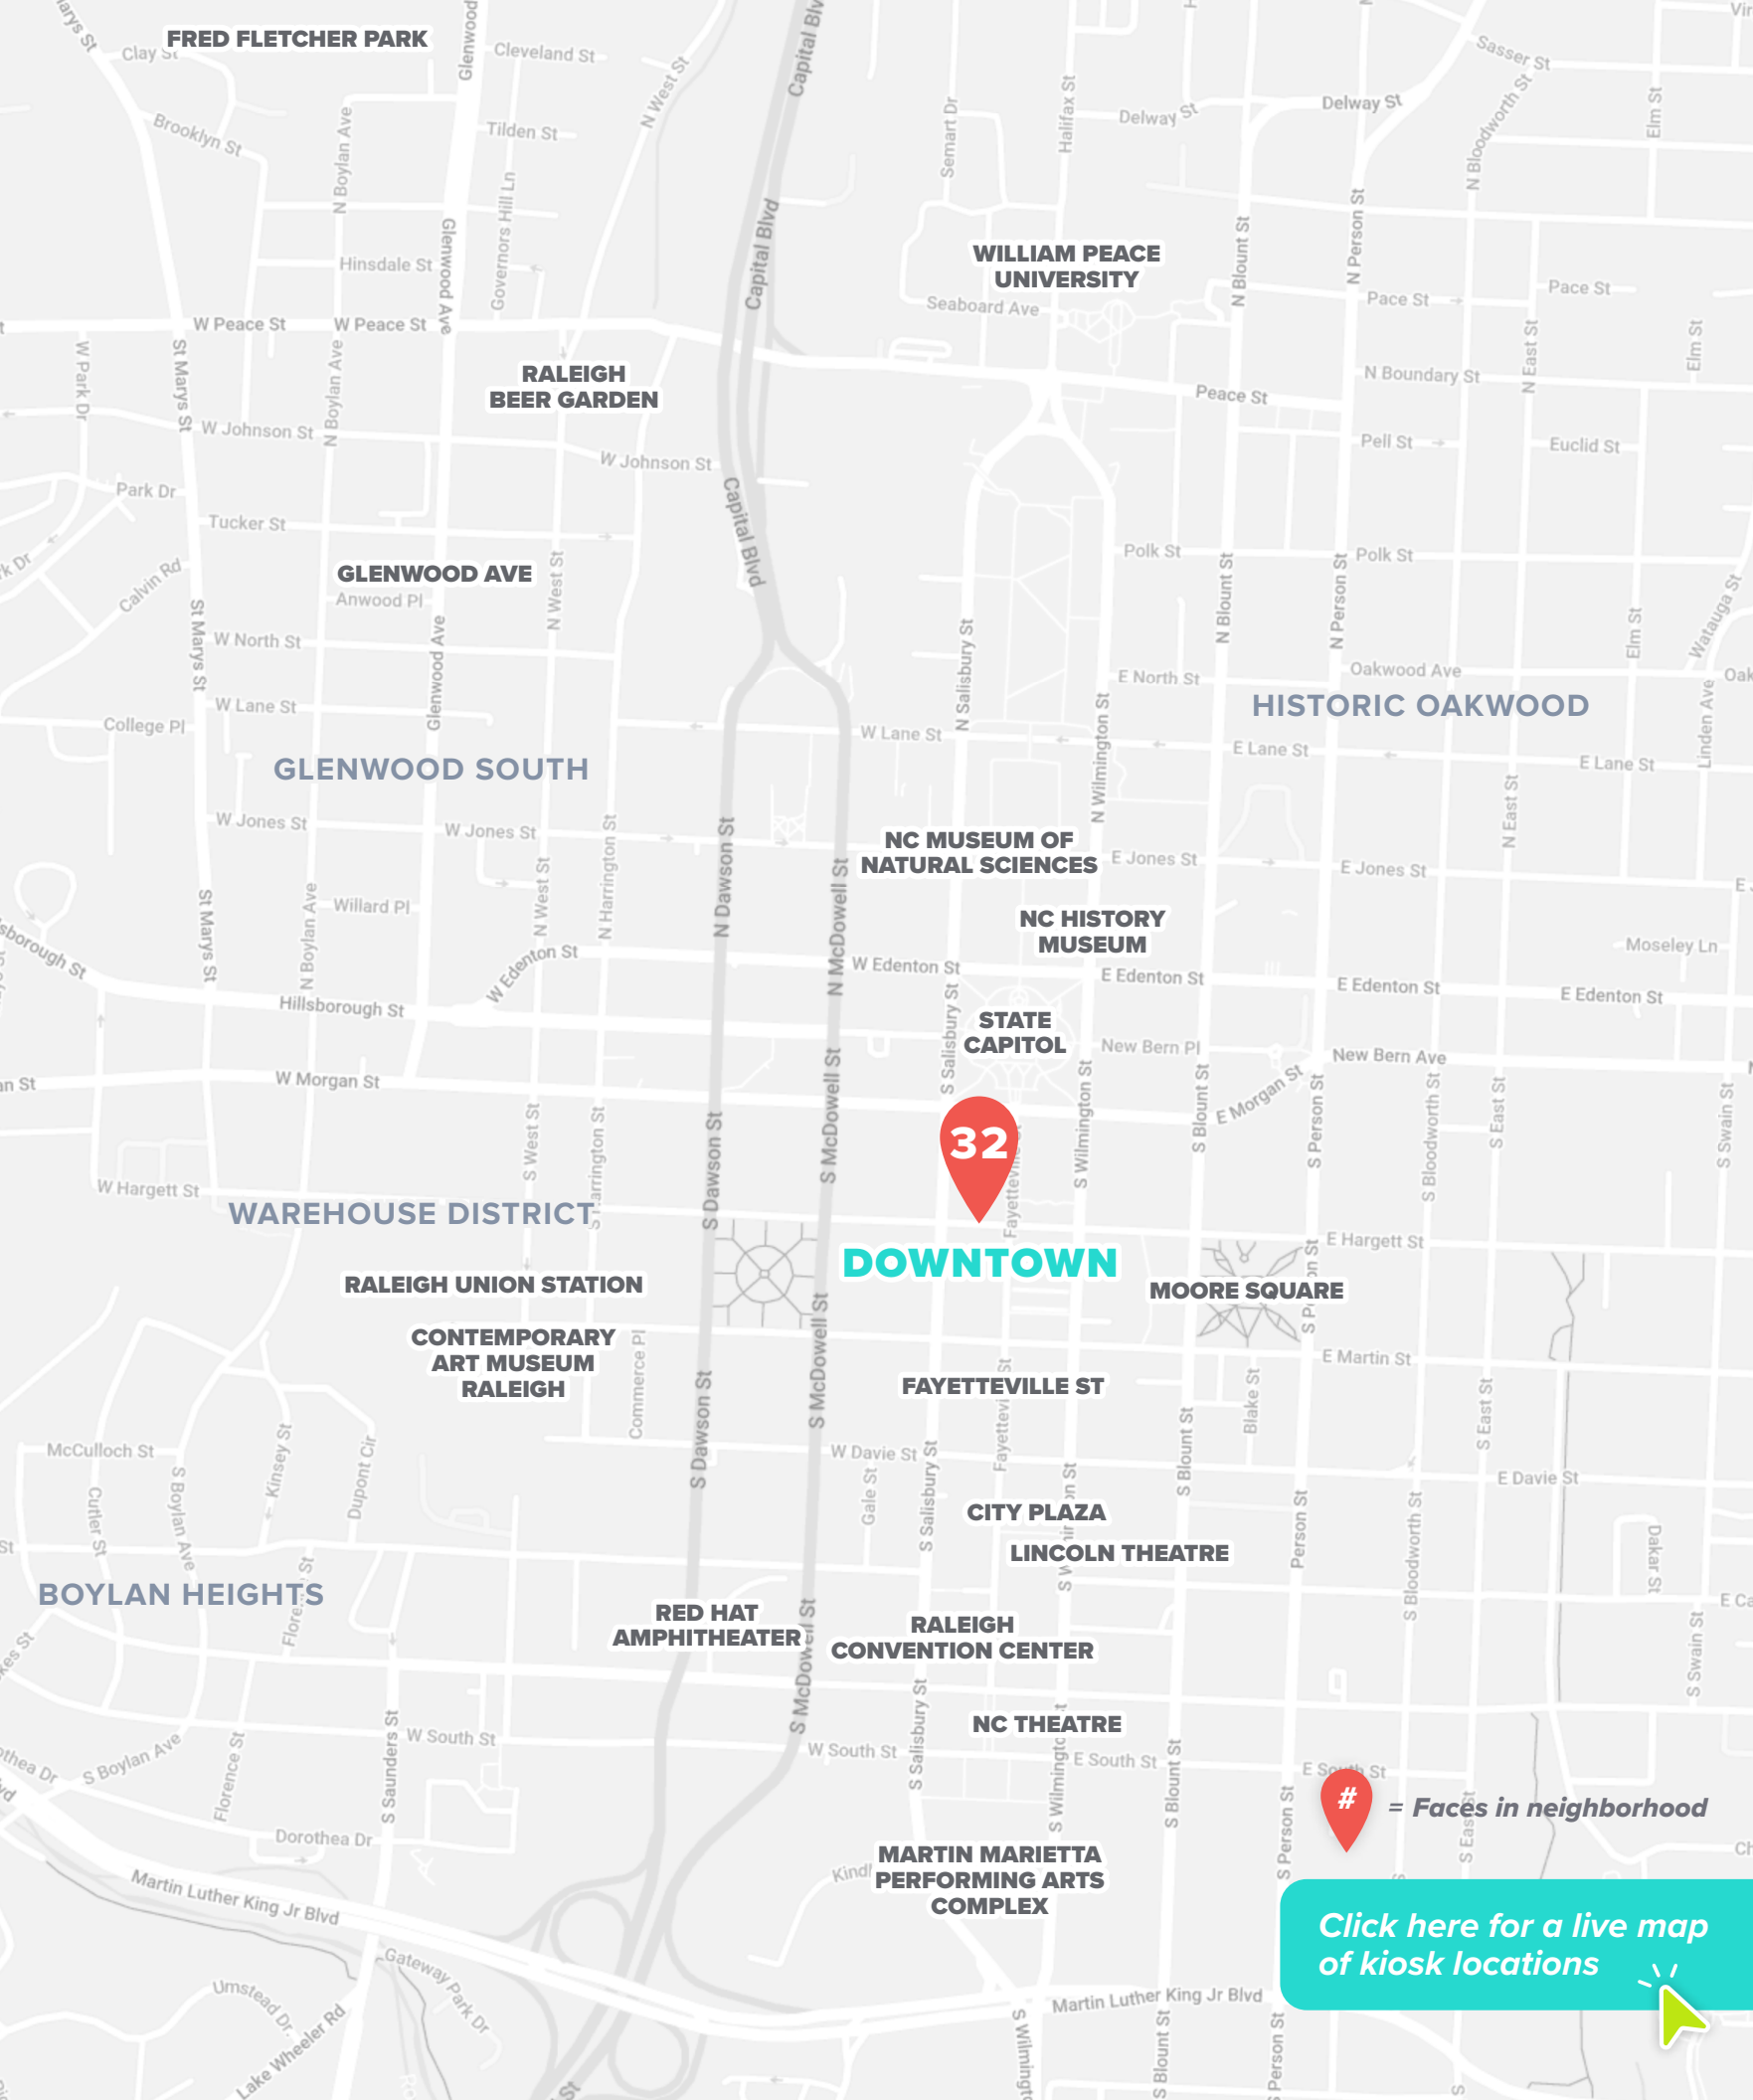 FRED FLETCHER PARK
Glenwood
Capital Blvd
Clay St
Cleveland St
N West St
Sasser St
Brooklyn St
N Boylan Ave
Tilden St
Semart Dr
Halifax St
Delway St
Delway St
N Bloodworth St
Elm St
Governors Hill Ln
Hinsdale St
Glenwood Ave
Capital Blvd
WILLIAM PEACE
UNIVERSITY
Seaboard Ave
N Blount St
N Person St
Pace St
Pace St
W Peace St
W Peace St
W Park Dr
St Marys St
N Boylan Ave
RALEIGH
BEER GARDEN
Peace St
N Boundary St
N East St
Elm St
W Johnson St
W Johnson St
Pell St
Euclid St
Park Dr
Tucker St
Capital Blvd
Polk St
Polk St
Calvin Rd
GLENWOOD AVE
Anwood Pl
N West St
N Blount St
N Person St
Elm St
Watauga St
St Marys St
W North St
Glenwood Ave
N Salisbury St
E North St
Oakwood Ave
HISTORIC OAKWOOD
College Pl
W Lane St
W Lane St
N Wilmington St
E Lane St
E Lane St
Linden Ave
GLENWOOD SOUTH
W Jones St
W Jones St
N Harrington St
N Dawson St
NC MUSEUM OF
NATURAL SCIENCES
E Jones St
E Jones St
N East St
N McDowell St
St Marys St
N Boylan Ave
Willard Pl
N West St
NC HISTORY
MUSEUM
Moseley Ln
W Edenton St
W Edenton St
E Edenton St
E Edenton St
E Edenton St
Hillsborough St
S Salisbury St
STATE
CAPITOL
New Bern Pl
New Bern Ave
W Morgan St
E Morgan St
S McDowell St
S Wilmington St
S Blount St
S Person St
S Bloodworth St
S East St
S Swain St
32
S West St
S Dawson St
W Hargett St
WAREHOUSE DISTRICT
DOWNTOWN
E Hargett St
RALEIGH UNION STATION
MOORE SQUARE
CONTEMPORARY
ART MUSEUM
RALEIGH
Commerce Pl
S McDowell St
S Dawson St
FAYETTEVILLE ST
E Martin St
Blake St
S East St
McCulloch St
Kinsey St
Dupont Cir
W Davie St
S Blount St
E Davie St
Cutler St
S Boylan Ave
Gale St
S Salisbury St
CITY PLAZA
LINCOLN THEATRE
Person St
S Bloodworth St
Dakar St
BOYLAN HEIGHTS
RED HAT
AMPHITHEATER
RALEIGH
CONVENTION CENTER
S McDowell St
S Swain St
S Salisbury St
NC THEATRE
S Boylan Ave
Florence St
S Saunders St
W South St
W South St
E South St
E South St
S Blount St
S Person St
#
= Faces in neighborhood
Dorothea Dr
MARTIN MARIETTA
PERFORMING ARTS
COMPLEX
Martin Luther King Jr Blvd
Click here for a live map
of kiosk locations
Gateway Park Dr
Umstead Dr
Lake Wheeler Rd
Martin Luther King Jr Blvd
S Blount St
S Person St